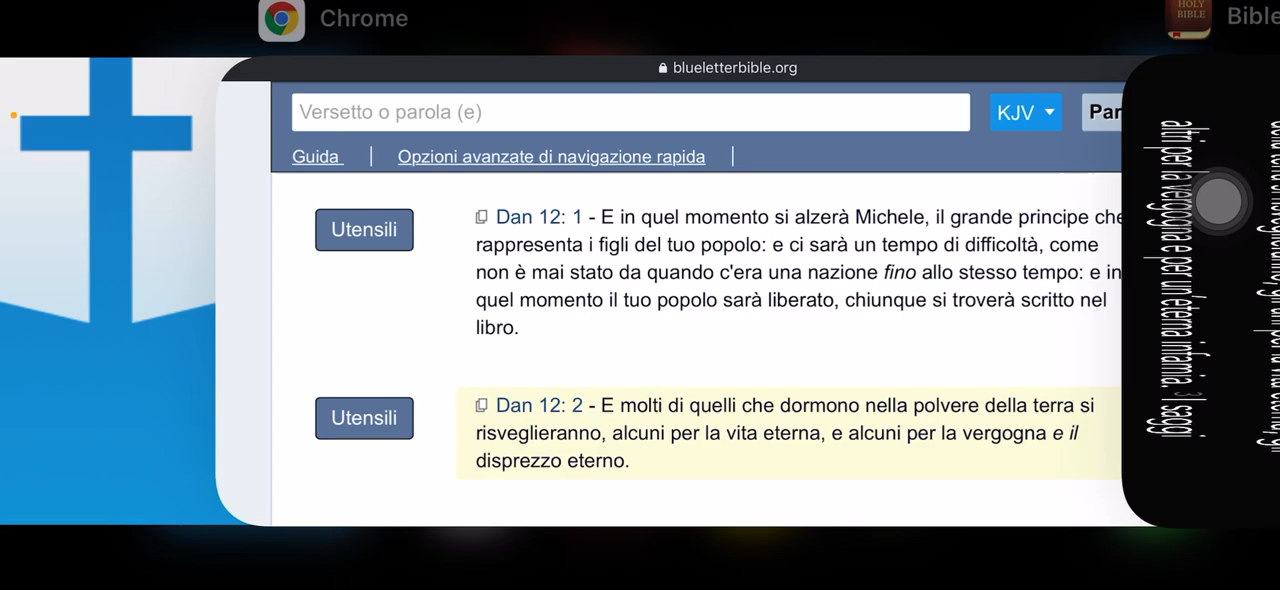 Chrome
HOLY
BIBLE
Bible
blueletterbible.org
Versetto o parola (e)
KJV
Par
Guida
Opzioni avanzate di navigazione rapida
Utensili
Dan 12: 1 - E in quel momento si alzerà Michele, il grande principe che
rappresenta i figli del tuo popolo: e ci sarà un tempo di difficoltà, come
non è mai stato da quando c'era una nazione fino allo stesso tempo: e in
quel momento il tuo popolo sarà liberato, chiunque si troverà scritto nel
libro.
Utensili
Dan 12: 2 - E molti di quelli che dormono nella polvere della terra si
risveglieranno, alcuni per la vita eterna, e alcuni per la vergogna e il
disprezzo eterno.
altri per la vergogna e per un'eterna infamia. 3 I saggi